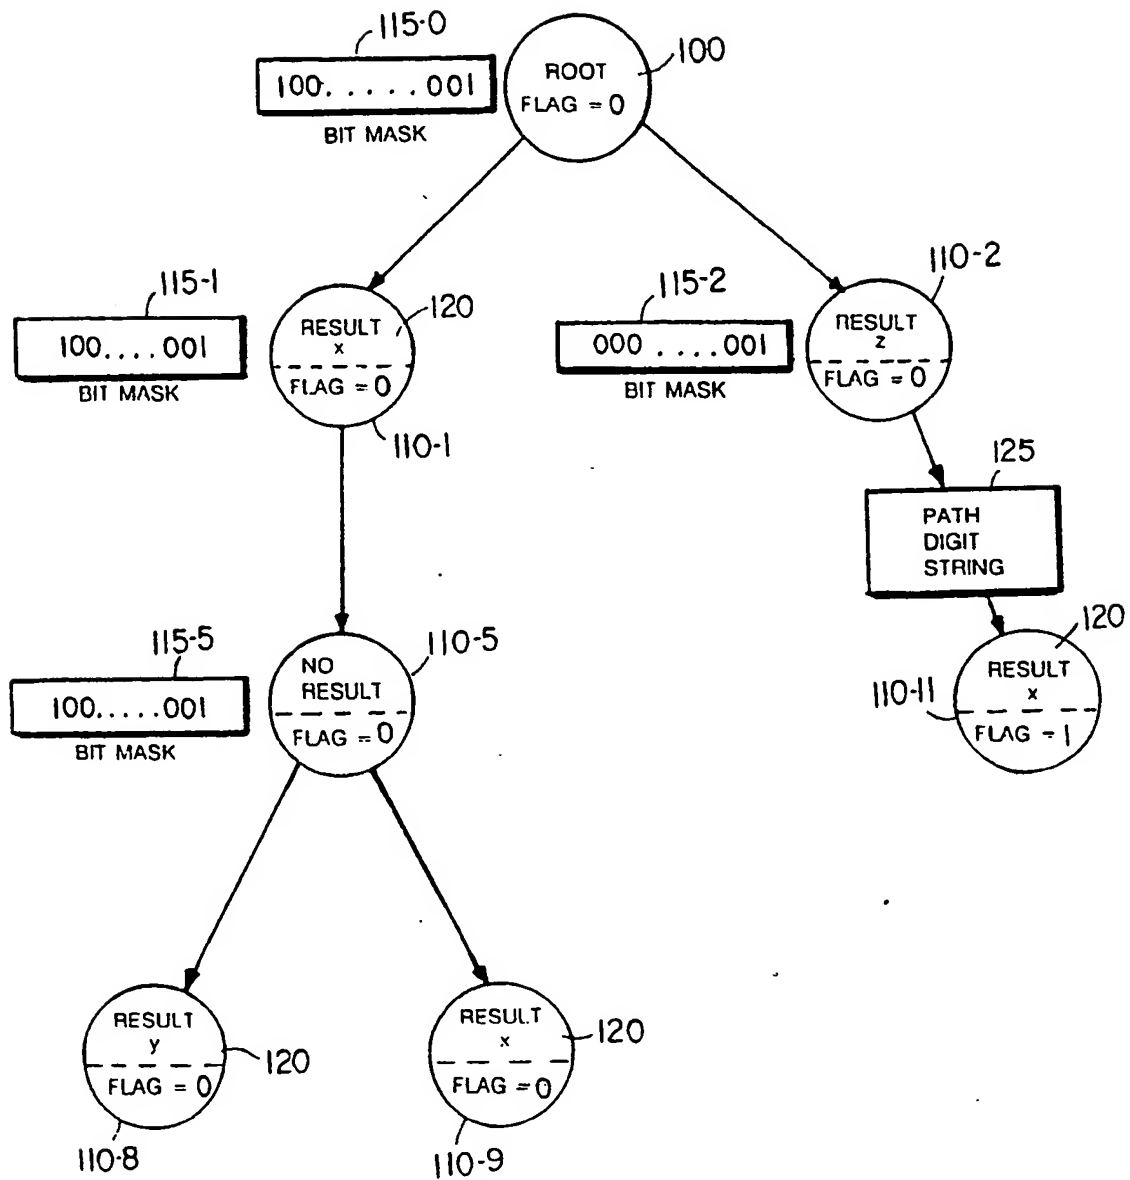 115-0
100. . . . . 001
BIT MASK
ROOT
FLAG = 0
100
115-1
100....001
BIT MASK
RESULT
x
FLAG = 0
120
110-1
115-2
000 ....001
BIT MASK
RESULT
z
FLAG = 0
110-2
125
PATH
DIGIT
STRING
115-5
100.....001
BIT MASK
NO
RESULT
FLAG = 0
110-5
120
RESULT
x
FLAG - 1
110-11
RESULT
y
FLAG = 0
120
110-8
RESULT
x
FLAG = 0
120
110-9